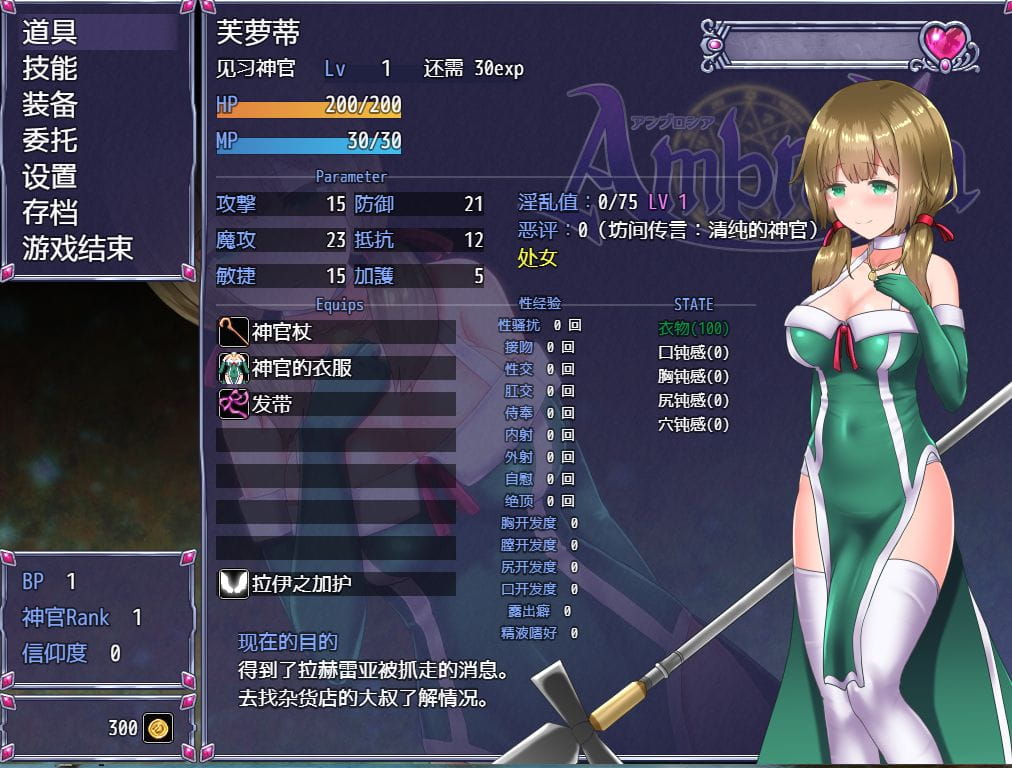 道具
技能
装备
委托
设置
存档
游戏结束
芙萝蒂
见习神官 Lv 1 还需 30exp
HP 200/200
MP 30/30
アンブロシア
Parameter
攻撃 15 防御 21
魔攻 23 抵抗 12
敏捷 15 加護 5
淫乱值：0/75 LV 1
恶评：0（坊间传言：清纯的神官）
处女
Equips
神官杖
神官的衣服
发带
拉伊之加护
性经验
性骚扰 0 回
接吻 0 回
性交 0 回
肛交 0 回
侍奉 0 回
内射 0 回
外射 0 回
自慰 0 回
绝顶 0 回
胸开发度 0
膣开发度 0
尻开发度 0
口开发度 0
露出癖 0
精液嗜好 0
STATE
衣物(100)
口钝感(0)
胸钝感(0)
尻钝感(0)
穴钝感(0)
现在的目的
得到了拉赫雷亚被抓走的消息。
去找杂货店的大叔了解情况。
BP 1
神官Rank 1
信仰度 0
300